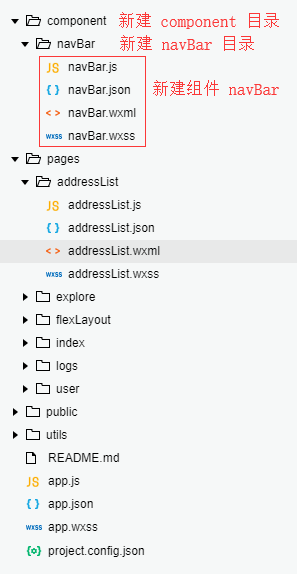 component 新建 component 目录
navBar 新建 navBar 目录
JS navBar.js
{ } navBar.json 新建组件 navBar
< > navBar.wxml
wxss navBar.wxss
pages
addressList
JS addressList.js
{ } addressList.json
< > addressList.wxml
wxss addressList.wxss
explore
flexLayout
index
logs
user
public
utils
README.md
JS app.js
{ } app.json
wxss app.wxss
{o} project.config.json